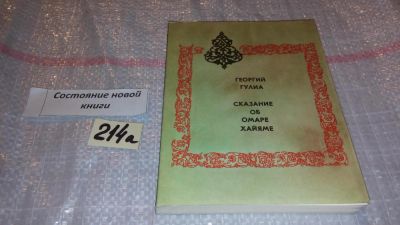 Состояние новой
книги
214а
ГЕОРГИЙ
ГУЛИА
СКАЗАНИЕ
ОБ
ОМАРЕ
ХАЙЯМЕ